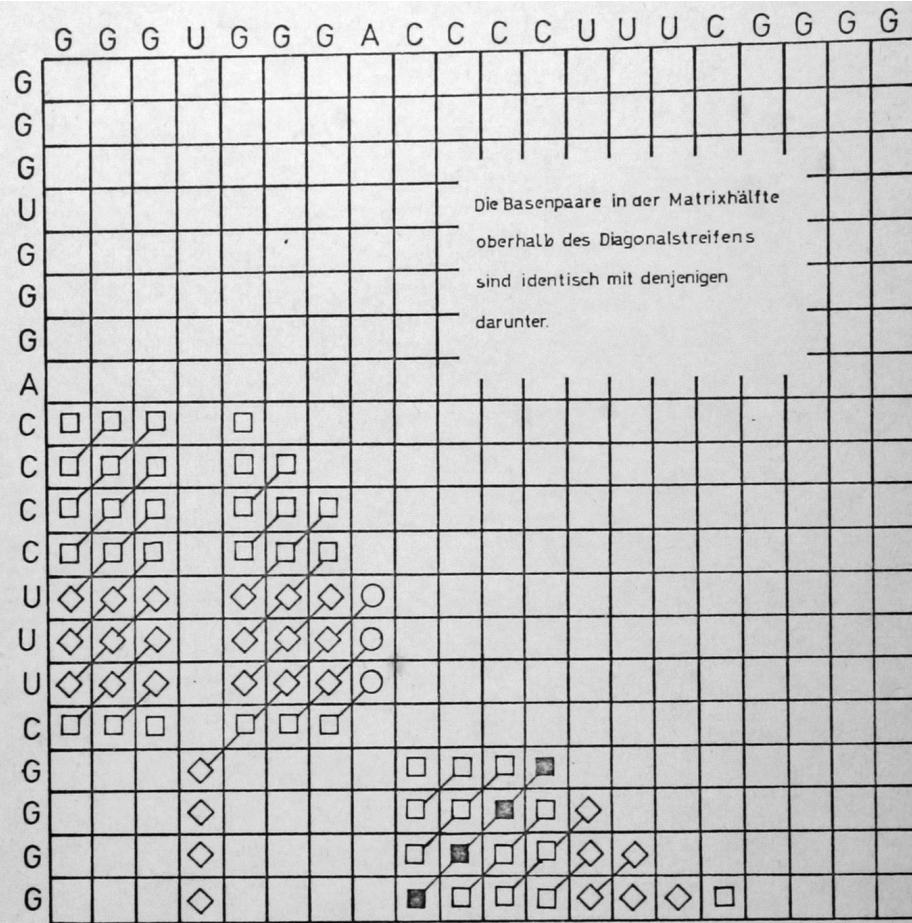 G G G U G G G A C C C C U U U C G G G G
G
G
G
U
G
G
G
A
C
C
C
C
U
U
U
C
G
G
G
G
Die Basenpaare in der Matrixhälfte
oberhalb des Diagonalstreifens
sind identisch mit denjenigen
darunter.